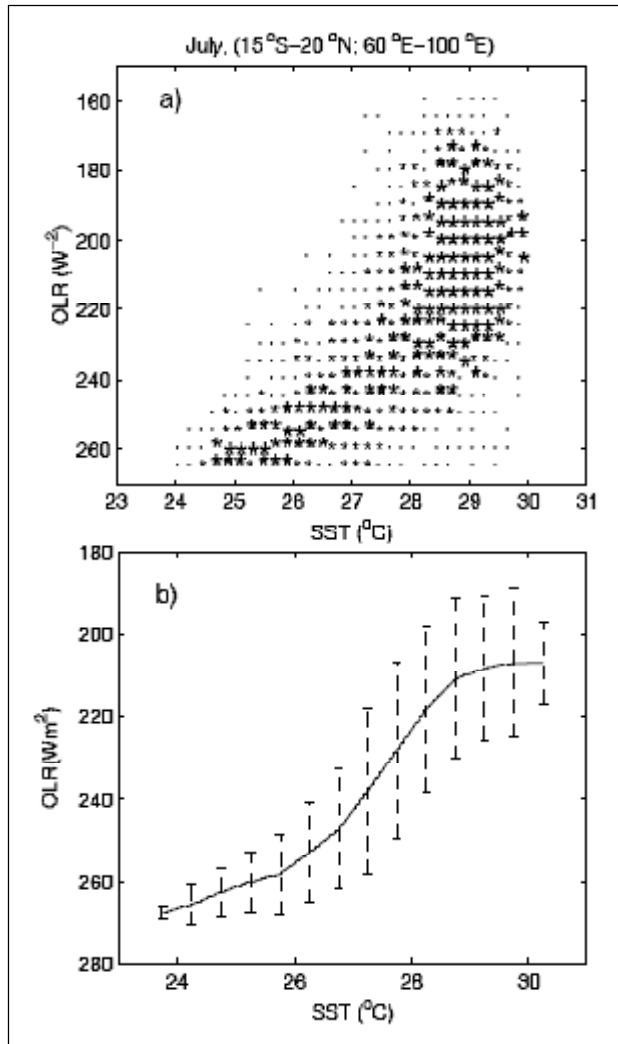 July, (15 °S–20 °N; 60 °E–100 °E)
a)
160
180
200
220
240
260
OLR (W⁻²)
23 24 25 26 27 28 29 30 31
SST (°C)
b)
180
200
220
240
260
280
OLR[Wm²)
24 26 28 30
SST (°C)